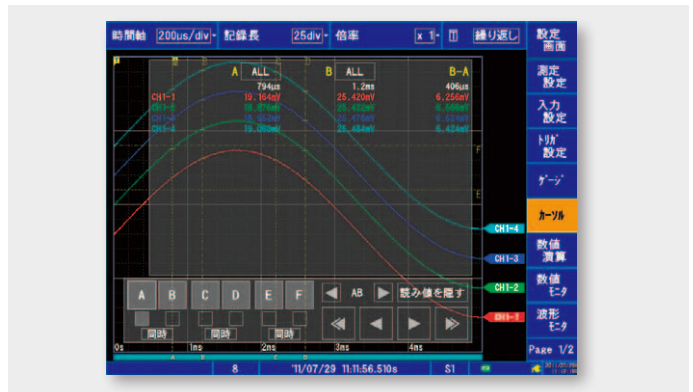 時間軸 200us/div 記録長 25div 倍率 x 1 繰り返し
設定画面
測定設定
入力設定
トリガ設定
ゲージ
カーソル
数値演算
数値モニタ
波形モニタ
Page 1/2
A ALL B ALL B-A
794us 1.2ms 406us
CH1-1 19.164mV 25.420mV 6.256mV
F
E
CH1-4
CH1-3
CH1-2
CH1-1
A B C D E F AB 読み値を隠す
同時 同時 同時
0s 1ms 2ms 3ms 4ms
8 '11/07/29 11:11:56.510s S1